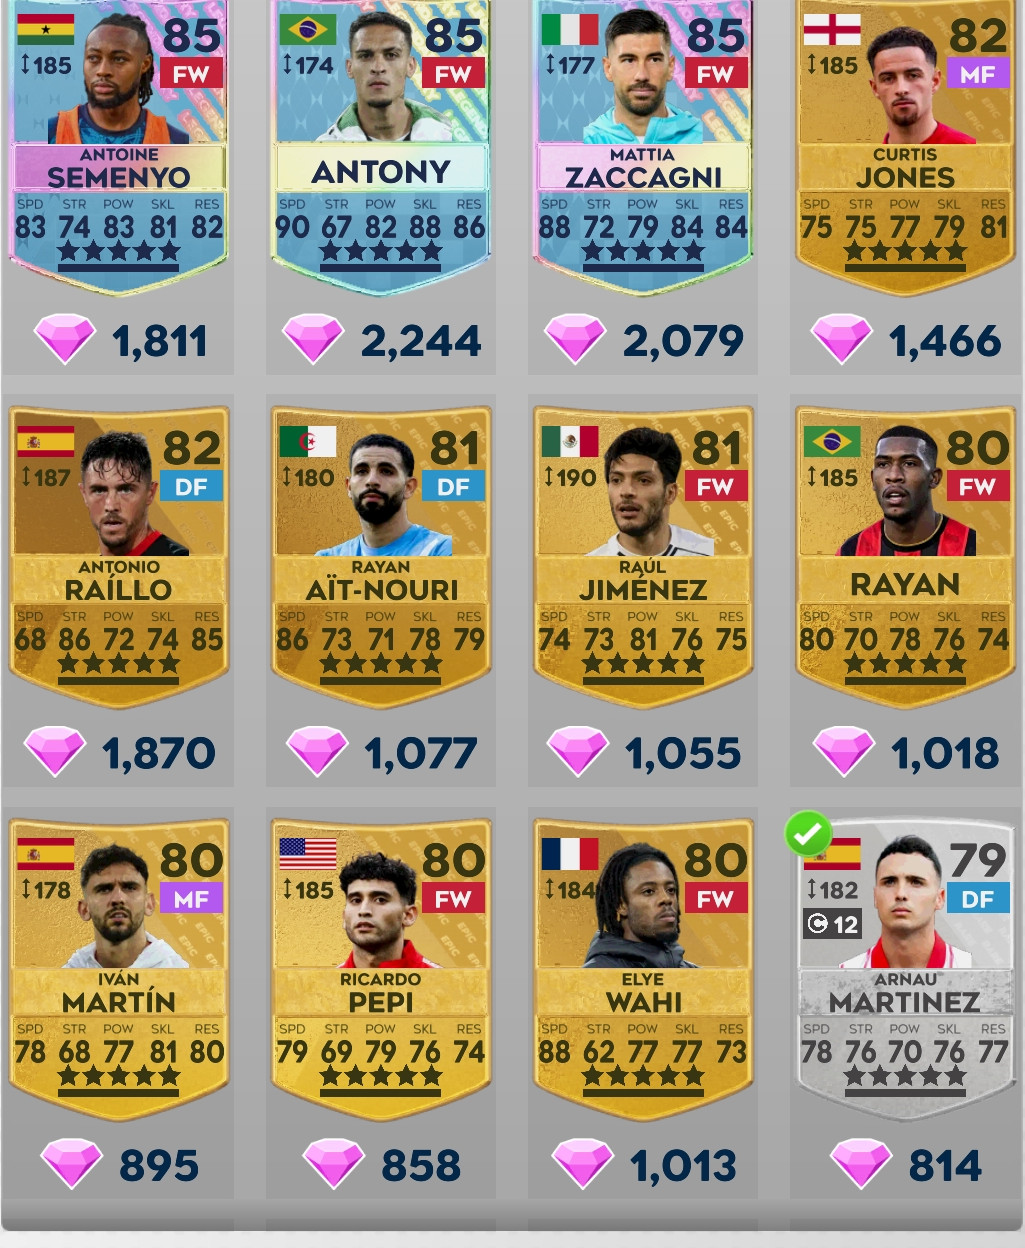 85 85 85 82
↕185 FW ↕174 FW ↕177 FW ↕185 MF
ANTOINE MATTIA CURTIS
SEMENYO ANTONY ZACCAGNI JONES
SPD STR POW SKL RES SPD STR POW SKL RES SPD STR POW SKL RES SPD STR POW SKL RES
83 74 83 81 82 90 67 82 88 86 88 72 79 84 84 75 75 77 79 81
1,811 2,244 2,079 1,466
82 81 81 80
↕187 DF ↕180 DF ↕190 FW ↕185 FW
ANTONIO RAYAN RAÚL
RAÍLLO AÏT-NOURI JIMÉNEZ RAYAN
SPD STR POW SKL RES SPD STR POW SKL RES SPD STR POW SKL RES SPD STR POW SKL RES
68 86 72 74 85 86 73 71 78 79 74 73 81 76 75 80 70 78 76 74
1,870 1,077 1,055 1,018
80 80 80 79
↕178 MF ↕185 FW ↕184 FW ↕182 DF
C 12
IVÁN RICARDO ELYE ARNAU
MARTÍN PEPI WAHI MARTINEZ
SPD STR POW SKL RES SPD STR POW SKL RES SPD STR POW SKL RES SPD STR POW SKL RES
78 68 77 81 80 79 69 79 76 74 88 62 77 77 73 78 76 70 76 77
895 858 1,013 814